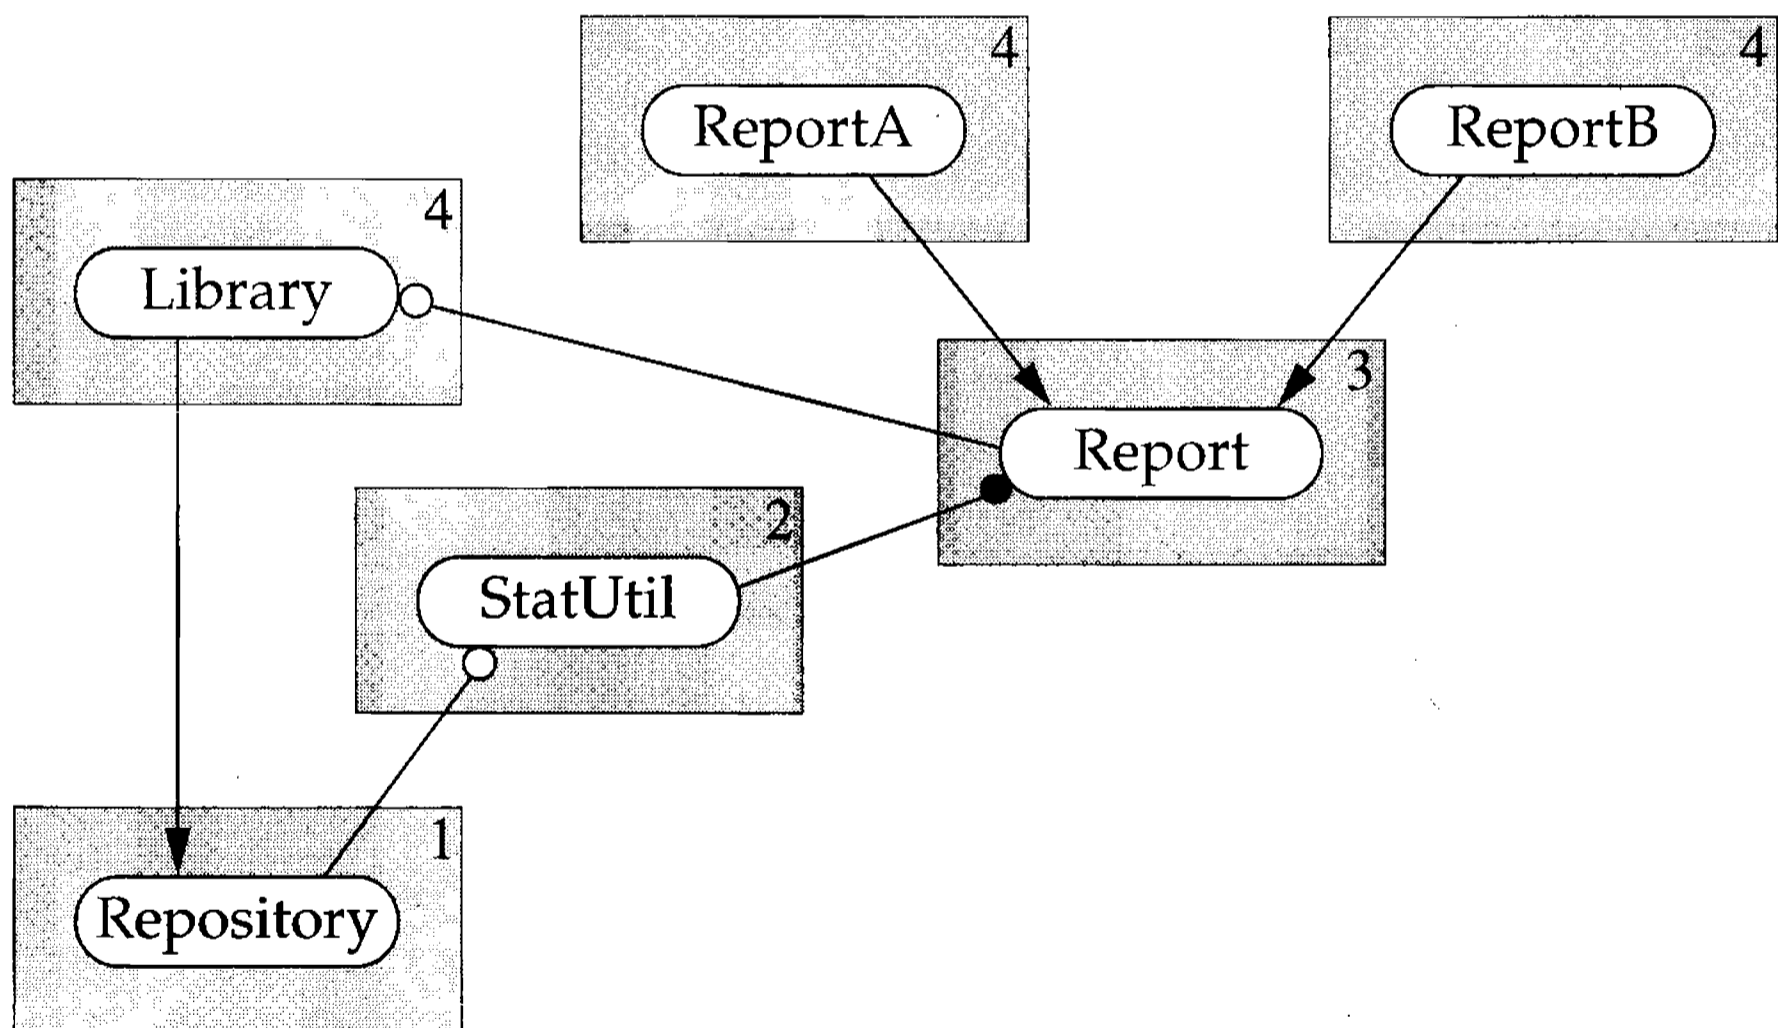 4
ReportA
4
ReportB
4
Library
3
Report
2
StatUtil
1
Repository